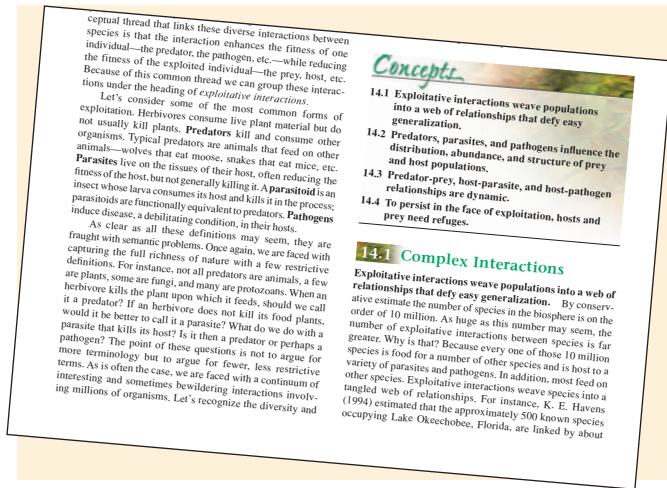 ceptual thread that links these diverse interactions between
species is that the interaction enhances the fitness of one
individual—the predator, the pathogen, etc.—while reducing
the fitness of the exploited individual—the prey, host, etc.
Because of this common thread we can group these interac-
tions under the heading of exploitative interactions.
Let's consider some of the most common forms of
exploitation. Herbivores consume live plant material but do
not usually kill plants. Predators kill and consume other
organisms. Typical predators are animals that feed on other
animals—wolves that eat moose, snakes that eat mice, etc.
Parasites live on the tissues of their host, often reducing the
fitness of the host, but not generally killing it. A parasitoid is an
insect whose larva consumes its host and kills it in the process;
parasitoids are functionally equivalent to predators. Pathogens
induce disease, a debilitating condition, in their hosts.
As clear as all these definitions may seem, they are
fraught with semantic problems. Once again, we are faced with
capturing the full richness of nature with a few restrictive
definitions. For instance, not all predators are animals, a few
are plants, some are fungi, and many are protozoans. When an
herbivore kills the plant upon which it feeds, should we call
it a predator? If an herbivore does not kill its food plants,
would it be better to call it a parasite? What do we do with a
parasite that kills its host? Is it then a predator or perhaps a
pathogen? The point of these questions is not to argue for
more terminology but to argue for fewer, less restrictive
terms. As is often the case, we are faced with a continuum of
interesting and sometimes bewildering interactions involv-
ing millions of organisms. Let's recognize the diversity and
Concepts
14.1 Exploitative interactions weave populations
into a web of relationships that defy easy
generalization.
14.2 Predators, parasites, and pathogens influence the
distribution, abundance, and structure of prey
and host populations.
14.3 Predator-prey, host-parasite, and host-pathogen
relationships are dynamic.
14.4 To persist in the face of exploitation, hosts and
prey need refuges.
14.1 Complex Interactions
Exploitative interactions weave populations into a web of
relationships that defy easy generalization. By conserv-
ative estimate the number of species in the biosphere is on the
order of 10 million. As huge as this number may seem, the
number of exploitative interactions between species is far
greater. Why is that? Because every one of those 10 million
species is food for a number of other species and is host to a
variety of parasites and pathogens. In addition, most feed on
other species. Exploitative interactions weave species into a
tangled web of relationships. For instance, K. E. Havens
(1994) estimated that the approximately 500 known species
occupying Lake Okeechobee, Florida, are linked by about